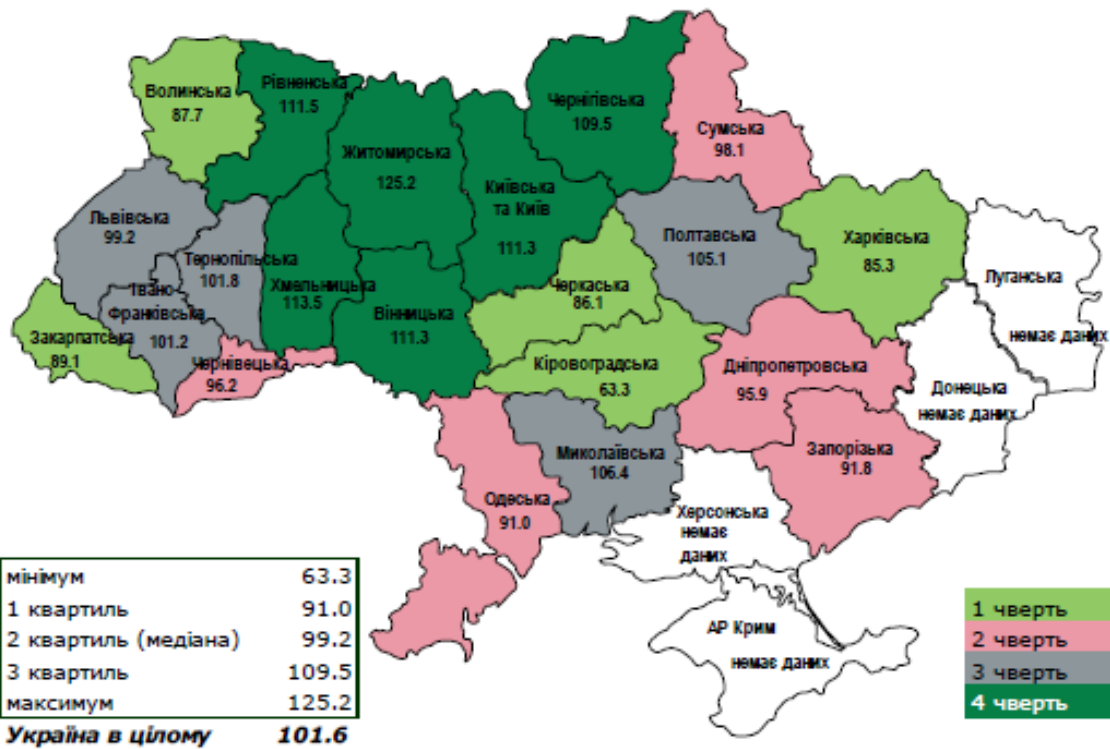 Волинська
87.7
Рівненська
111.5
Житомирська
125.2
Київська
та Київ
111.3
Чернігівська
109.5
Сумська
98.1
Львівська
99.2
Тернопільська
101.8
Хмельницька
113.5
Вінницька
111.3
Черкаська
86.1
Полтавська
105.1
Харківська
85.3
Луганська
немає даних
Івано-
Франківська
101.2
Закарпатська
89.1
Чернівецька
96.2
Кіровоградська
63.3
Дніпропетровська
95.9
Донецька
немає даних
Миколаївська
106.4
Запорізька
91.8
Одеська
91.0
Херсонська
немає
даних
АР Крим
немає даних
мінімум 63.3
1 квартиль 91.0
2 квартиль (медіана) 99.2
3 квартиль 109.5
максимум 125.2
Україна в цілому 101.6
1 чверть
2 чверть
3 чверть
4 чверть